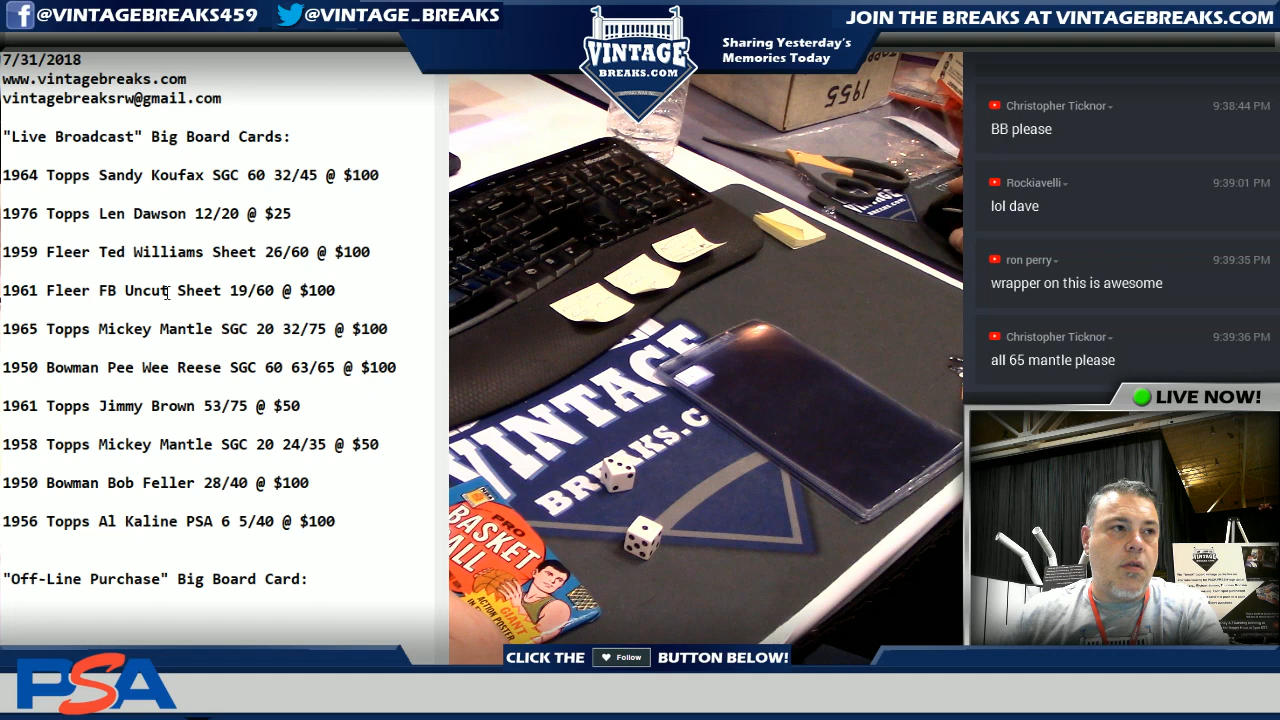 @VINTAGEBREAKS459
@VINTAGE_BREAKS
VINTAGE
BREAKS.COM
Sharing Yesterday's
Memories Today
JOIN THE BREAKS AT VINTAGEBREAKS.COM
7/31/2018
www.vintagebreaks.com
vintagebreaksrw@gmail.com
"Live Broadcast" Big Board Cards:
1964 Topps Sandy Koufax SGC 60 32/45 @ $100
1976 Topps Len Dawson 12/20 @ $25
1959 Fleer Ted Williams Sheet 26/60 @ $100
1961 Fleer FB Uncut Sheet 19/60 @ $100
1965 Topps Mickey Mantle SGC 20 32/75 @ $100
1950 Bowman Pee Wee Reese SGC 60 63/65 @ $100
1961 Topps Jimmy Brown 53/75 @ $50
1958 Topps Mickey Mantle SGC 20 24/35 @ $50
1950 Bowman Bob Feller 28/40 @ $100
1956 Topps Al Kaline PSA 6 5/40 @ $100
"Off-Line Purchase" Big Board Card:
TOPPS
1955
VINTAGE
BREAKS.C
PRO
BASKET
ALL
GIANT
ACTION POSTER
Christopher Ticknor
9:38:44 PM
BB please
Rockiavelli
9:39:01 PM
lol dave
ron perry
9:39:35 PM
wrapper on this is awesome
Christopher Ticknor
9:39:36 PM
all 65 mantle please
LIVE NOW!
VINTAGE
PSA
CLICK THE
Follow
BUTTON BELOW!